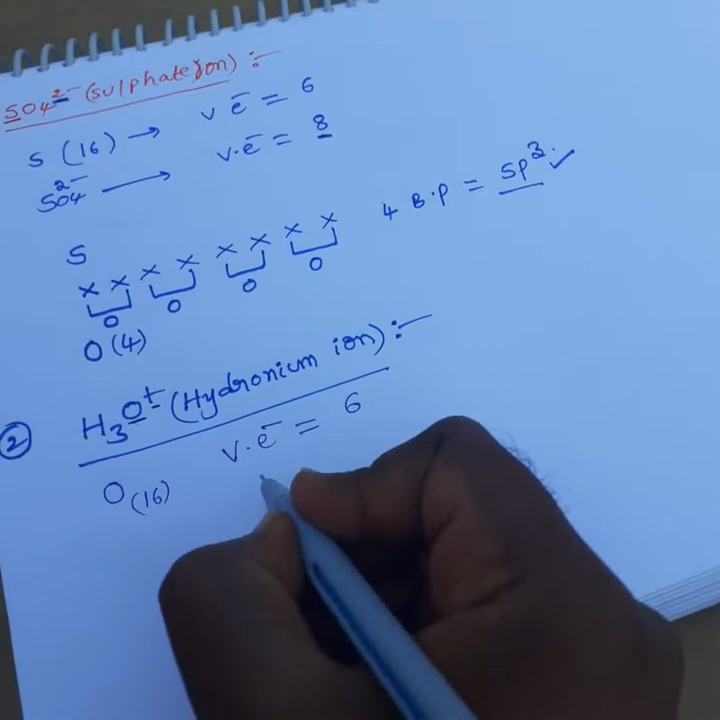 SO4²⁻ (sulphate ion) :-
S (16) → v e⁻ = 6
SO4²⁻ → v.e⁻ = 8
S
× × × × × × × × 4 B.P = SP³ ✓
O O O O
O (4)
② H₃O⁺ (Hydronium ion) :-
O (16) v.e⁻ = 6